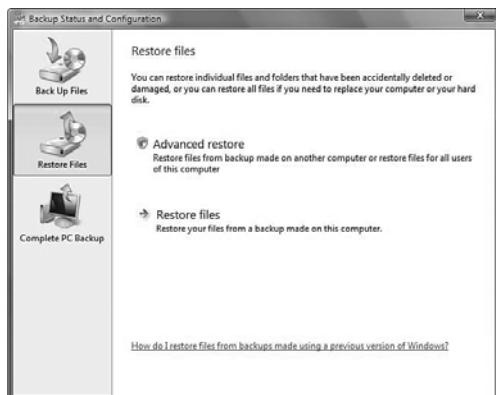 Backup Status and Configuration
Back Up Files
Restore Files
Complete PC Backup
Restore files
You can restore individual files and folders that have been accidentally deleted or
damaged, or you can restore all files if you need to replace your computer or your hard
disk.
Advanced restore
Restore files from backup made on another computer or restore files for all users
of this computer
Restore files
Restore your files from a backup made on this computer.
How do I restore files from backups made using a previous version of Windows?